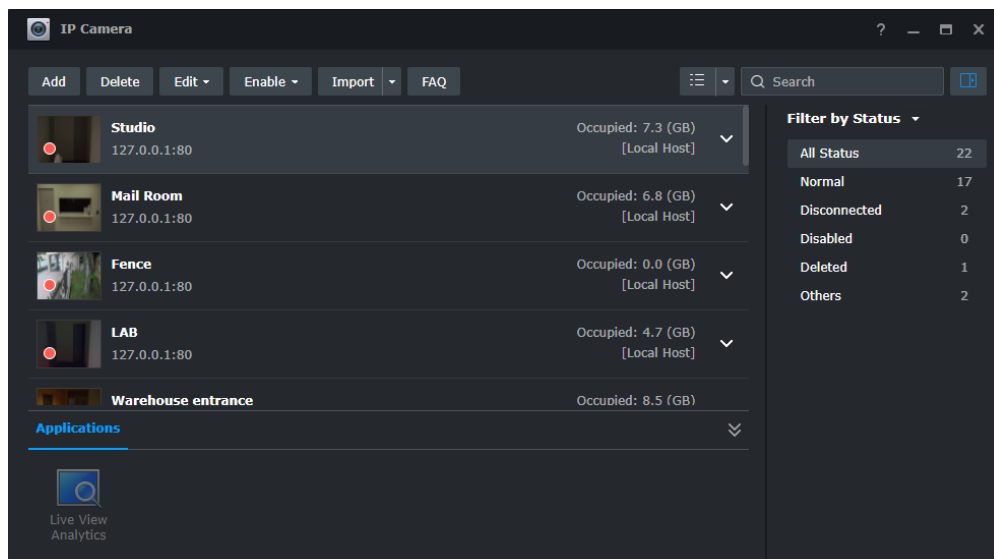 IP Camera
?
Add Delete Edit Enable Import FAQ Search
Studio Occupied: 7.3 (GB)
127.0.0.1:80 [Local Host]
Mail Room Occupied: 6.8 (GB)
127.0.0.1:80 [Local Host]
Fence Occupied: 0.0 (GB)
127.0.0.1:80 [Local Host]
LAB Occupied: 4.7 (GB)
127.0.0.1:80 [Local Host]
Warehouse entrance Occupied: 8.5 (GB)
Filter by Status
All Status 22
Normal 17
Disconnected 2
Disabled 0
Deleted 1
Others 2
Applications
Live View
Analytics